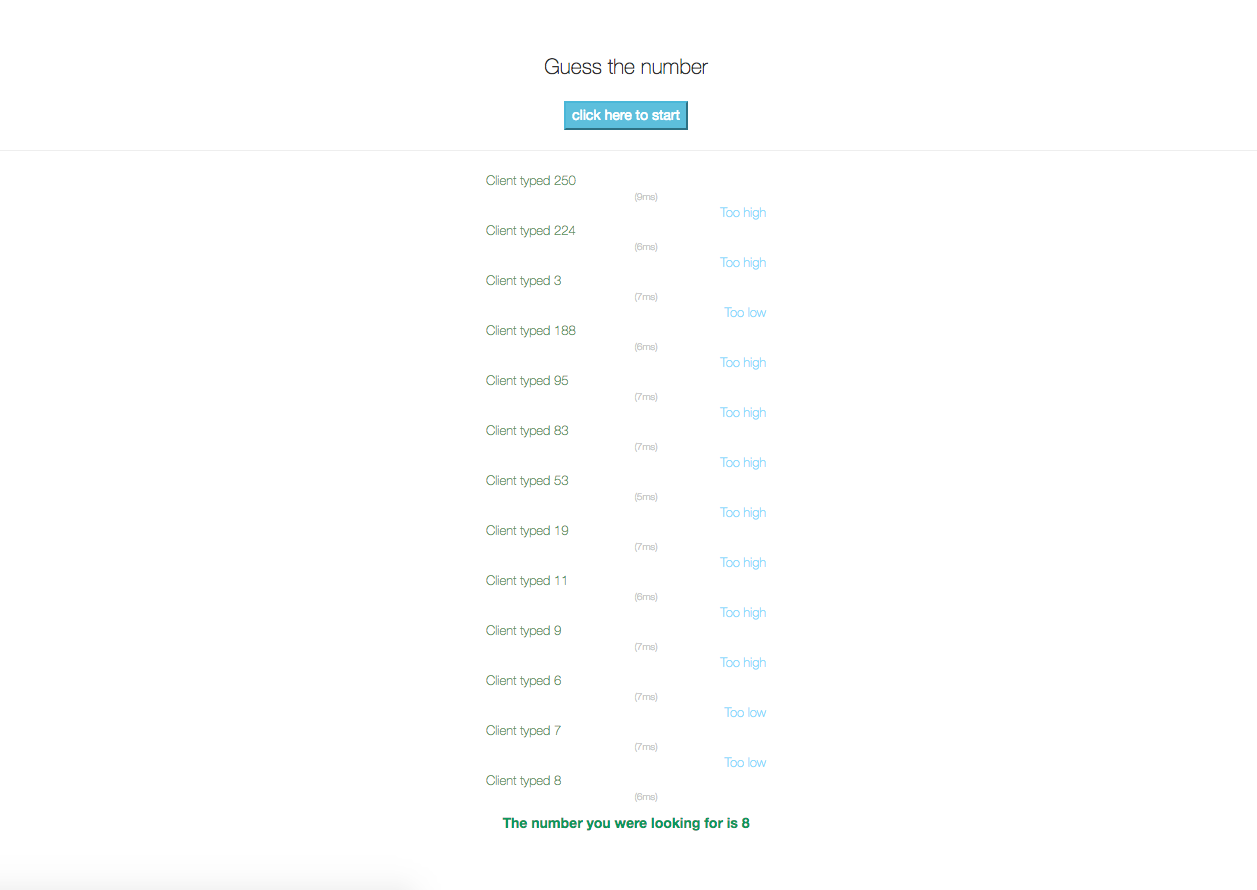 Guess the number
click here to start
Client typed 250
(9ms)
Too high
Client typed 224
(6ms)
Too high
Client typed 3
(7ms)
Too low
Client typed 188
(6ms)
Too high
Client typed 95
(7ms)
Too high
Client typed 83
(7ms)
Too high
Client typed 53
(5ms)
Too high
Client typed 19
(7ms)
Too high
Client typed 11
(6ms)
Too high
Client typed 9
(7ms)
Too high
Client typed 6
(7ms)
Too low
Client typed 7
(7ms)
Too low
Client typed 8
(6ms)
The number you were looking for is 8